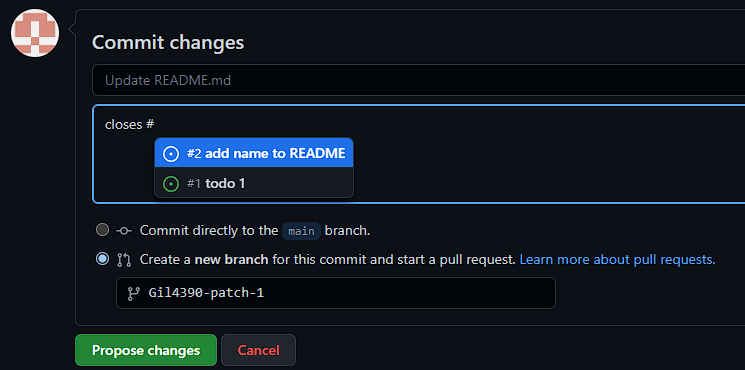 Commit changes
Update README.md
closes #
#2 add name to README
#1 todo 1
Commit directly to the main branch.
Create a new branch for this commit and start a pull request. Learn more about pull requests.
Gil4390-patch-1
Propose changes Cancel